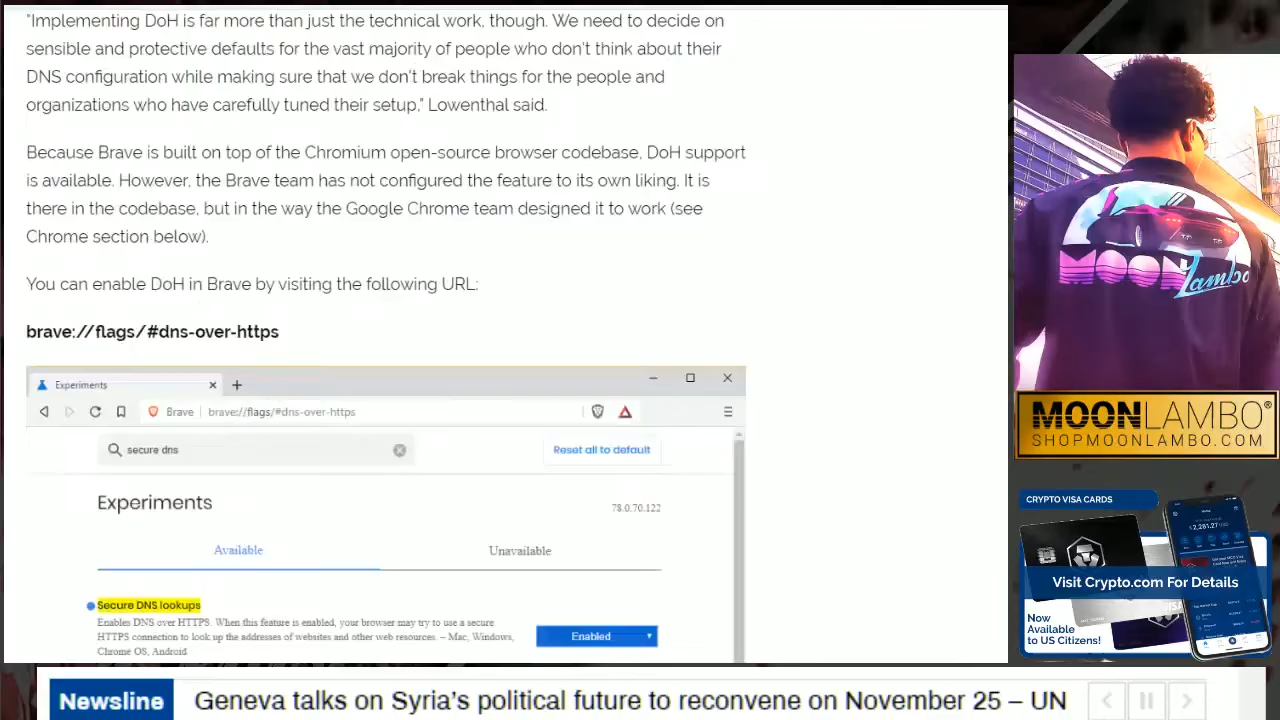 “Implementing DoH is far more than just the technical work, though. We need to decide on
sensible and protective defaults for the vast majority of people who don’t think about their
DNS configuration while making sure that we don’t break things for the people and
organizations who have carefully tuned their setup,” Lowenthal said.
Because Brave is built on top of the Chromium open-source browser codebase, DoH support
is available. However, the Brave team has not configured the feature to its own liking. It is
there in the codebase, but in the way the Google Chrome team designed it to work (see
Chrome section below).
You can enable DoH in Brave by visiting the following URL:
brave://flags/#dns-over-https
Experiments
Brave | brave://flags/#dns-over-https
secure dns
Reset all to default
Experiments
78.0.70.122
Available
Unavailable
Secure DNS lookups
Enables DNS over HTTPS. When this feature is enabled, your browser may try to use a secure
HTTPS connection to look up the addresses of websites and other web resources. – Mac, Windows,
Chrome OS, Android
Enabled
MOON
Lambo
MOONLAMBO®
SHOPMOONLAMBO.COM
CRYPTO VISA CARDS
Visit Crypto.com For Details
Now
Available
to US Citizens!
Newsline
Geneva talks on Syria’s political future to reconvene on November 25 – UN